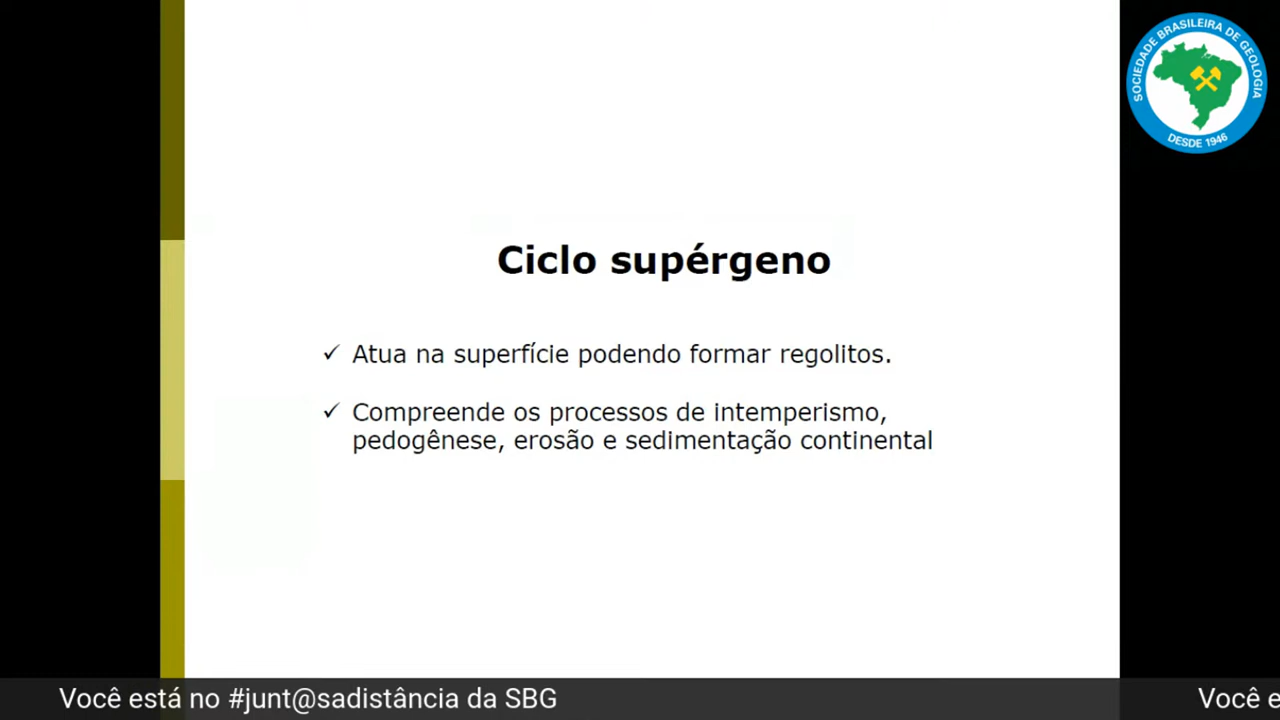 SOCIEDADE BRASILEIRA DE GEOLOGIA
DESDE 1946
Ciclo supérgeno
✓ Atua na superfície podendo formar regolitos.
✓ Compreende os processos de intemperismo,
pedogênese, erosão e sedimentação continental
Você está no #junt@sadistância da SBG
Você e